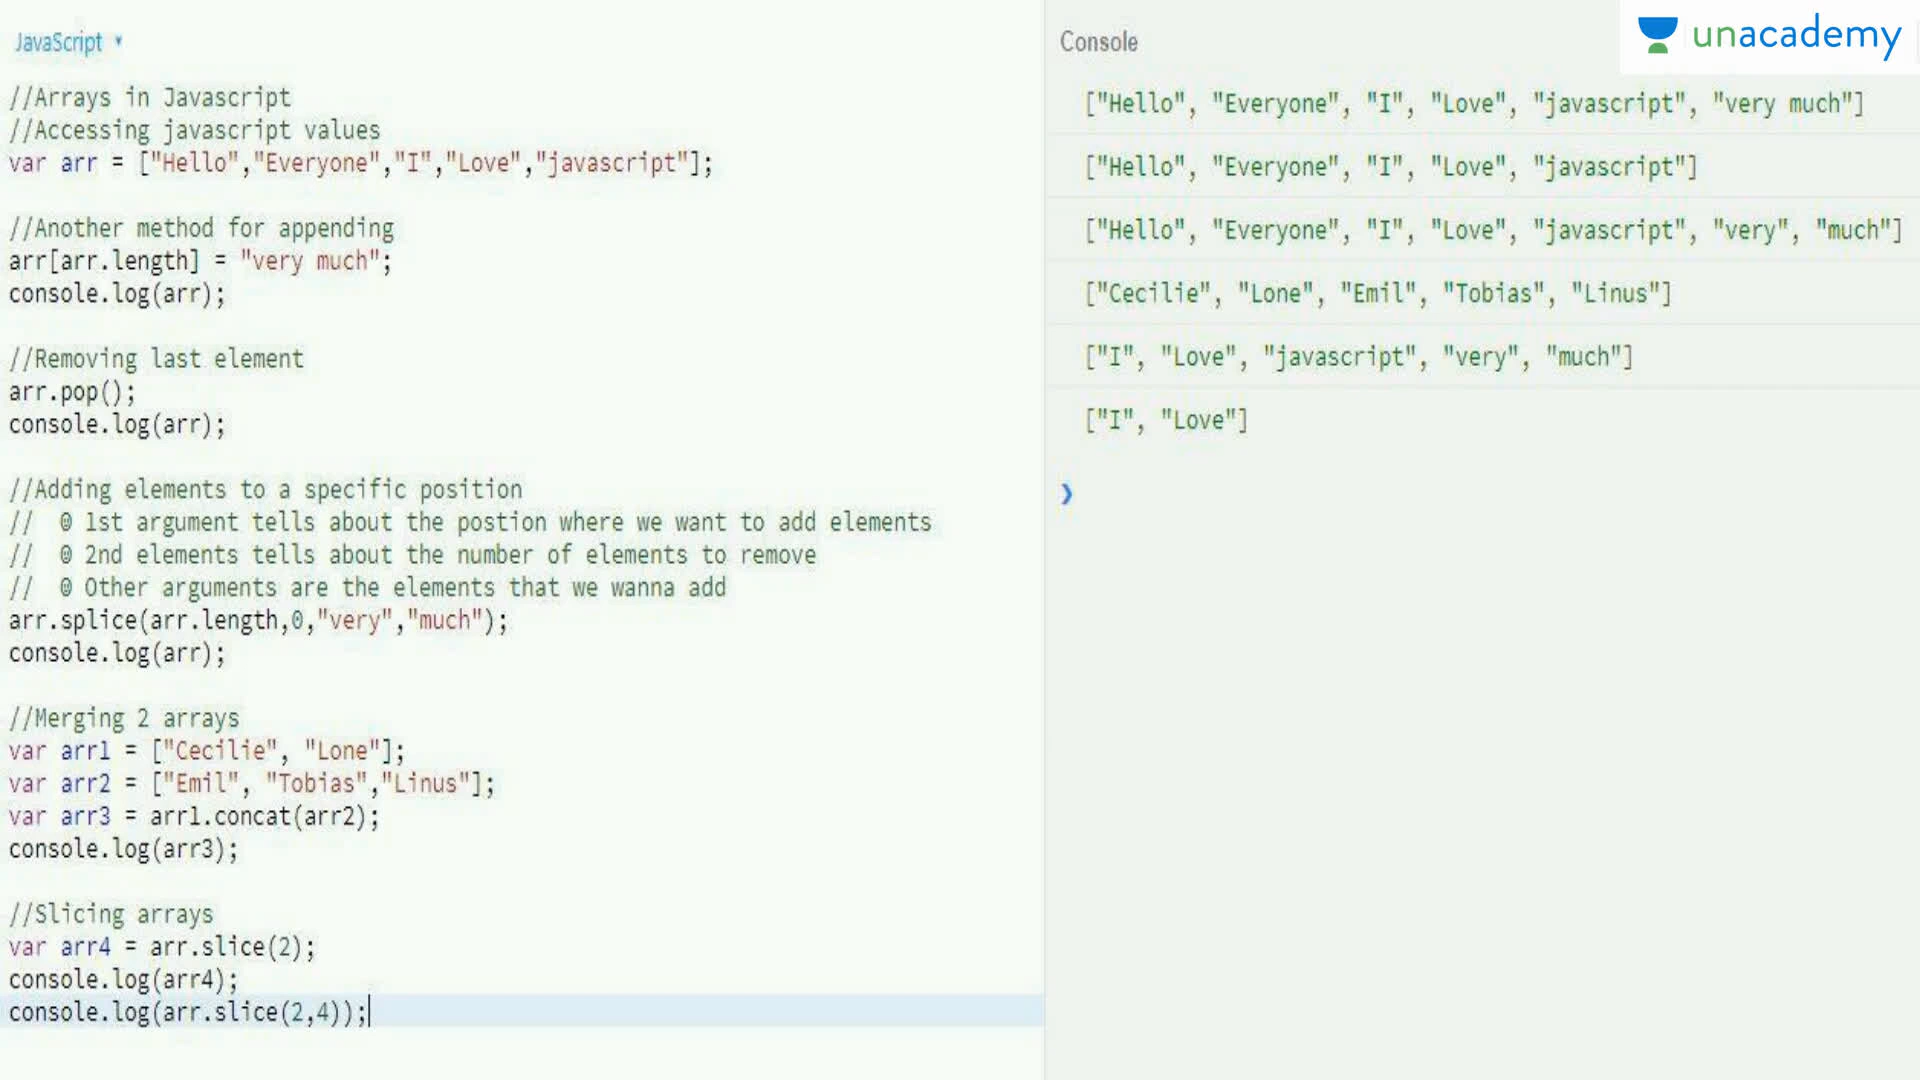 JavaScript
//Arrays in Javascript
//Accessing javascript values
var arr = ["Hello","Everyone","I","Love","javascript"];
//Another method for appending
arr[arr.length] = "very much";
console.log(arr);
//Removing last element
arr.pop();
console.log(arr);
//Adding elements to a specific position
//  0 1st argument tells about the postion where we want to add elements
//  0 2nd elements tells about the number of elements to remove
//  0 Other arguments are the elements that we wanna add
arr.splice(arr.length,0,"very","much");
console.log(arr);
//Merging 2 arrays
var arr1 = ["Cecilie", "Lone"];
var arr2 = ["Emil", "Tobias","Linus"];
var arr3 = arr1.concat(arr2);
console.log(arr3);
//Slicing arrays
var arr4 = arr.slice(2);
console.log(arr4);
console.log(arr.slice(2,4));
Console
unacademy
["Hello", "Everyone", "I", "Love", "javascript", "very much"]
["Hello", "Everyone", "I", "Love", "javascript"]
["Hello", "Everyone", "I", "Love", "javascript", "very", "much"]
["Cecilie", "Lone", "Emil", "Tobias", "Linus"]
["I", "Love", "javascript", "very", "much"]
["I", "Love"]